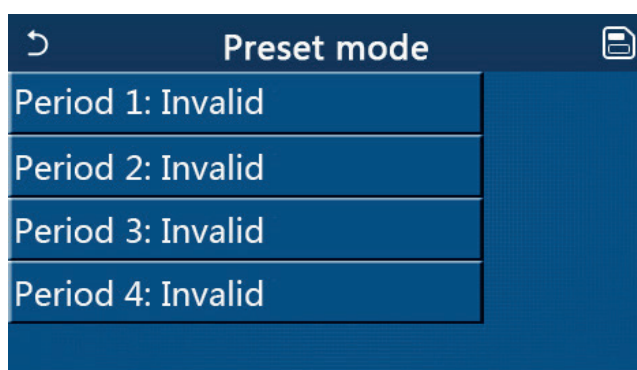 Preset mode
Period 1: Invalid
Period 2: Invalid
Period 3: Invalid
Period 4: Invalid